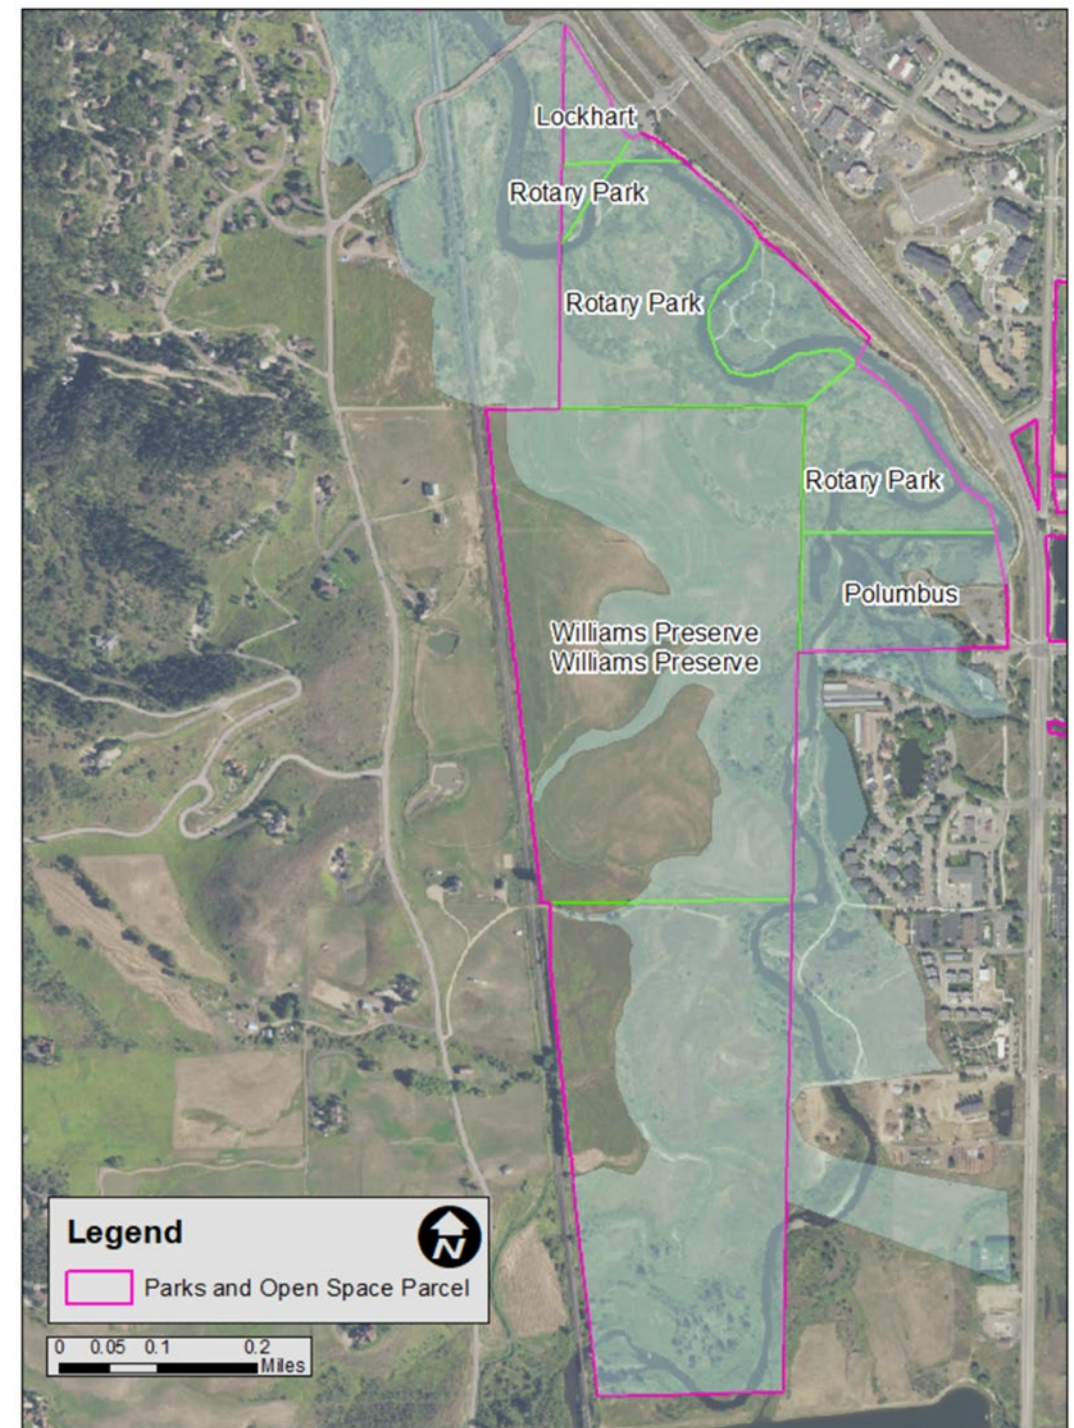 Lockhart
Rotary Park
Rotary Park
Rotary Park
Polumbus
Williams Preserve
Williams Preserve
Legend
N
Parks and Open Space Parcel
0 0.05 0.1 0.2
Miles